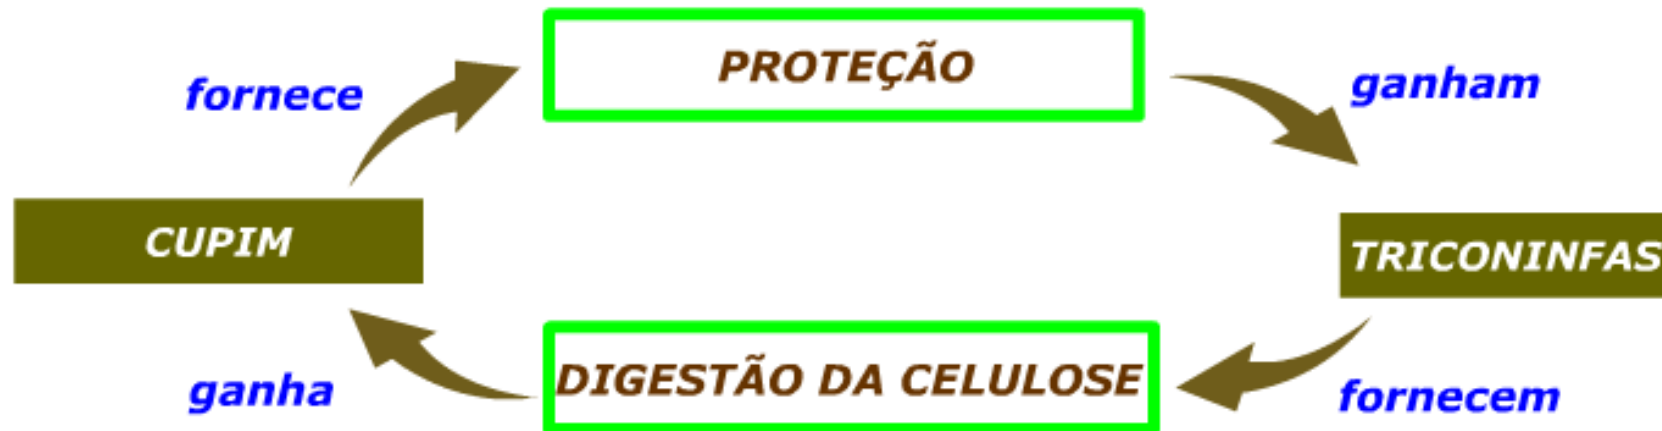 PROTEÇÃO
fornece
ganham
CUPIM
TRICONINFAS
DIGESTÃO DA CELULOSE
ganha
fornecem